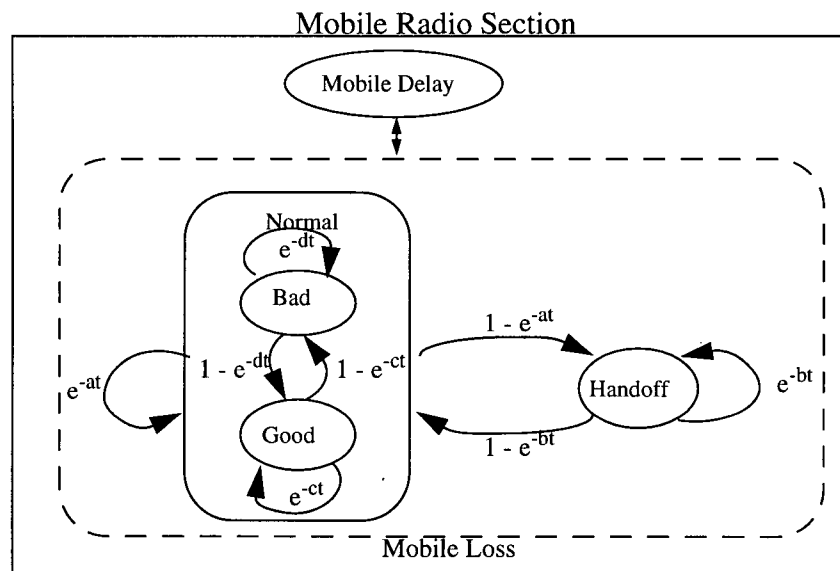 Mobile Radio Section
Mobile Delay
Normal
e-dt
Bad
1 - e-at
e-at
1 - e-dt
1 - e-ct
Handoff
e-bt
Good
1 - e-bt
e-ct
Mobile Loss